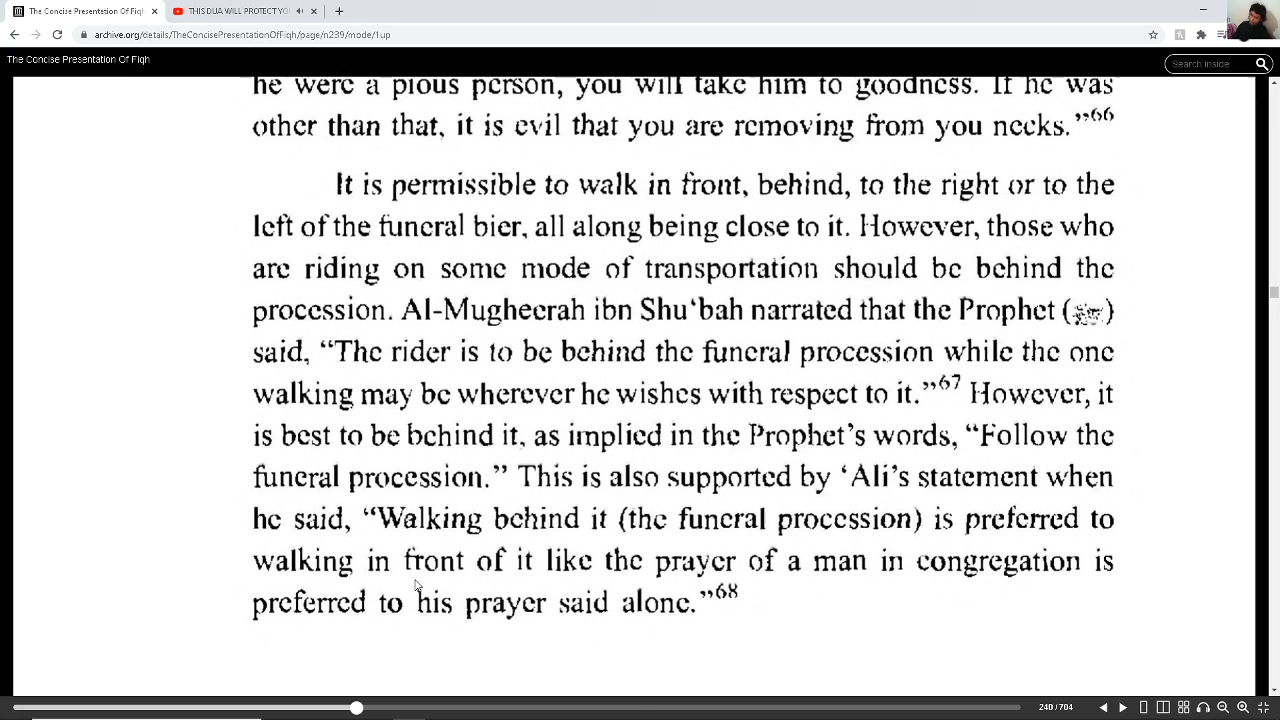 The Concise Presentation Of Fiqh
THIS DUA WILL PROTECT YO
archive.org/details/TheConcisePresentationOfFiqh/page/n239/mode/1up
The Concise Presentation Of Fiqh
Search inside
he were a pious person, you will take him to goodness. If he was
other than that, it is evil that you are removing from you necks.”66
It is permissible to walk in front, behind, to the right or to the
left of the funeral bier, all along being close to it. However, those who
are riding on some mode of transportation should be behind the
procession. Al-Mugheerah ibn Shu‘bah narrated that the Prophet ()
said, “The rider is to be behind the funeral procession while the one
walking may be wherever he wishes with respect to it.”67 However, it
is best to be behind it, as implied in the Prophet’s words, “Follow the
funeral procession.” This is also supported by ‘Ali’s statement when
he said, “Walking behind it (the funeral procession) is preferred to
walking in front of it like the prayer of a man in congregation is
preferred to his prayer said alone.”68
240 / 704